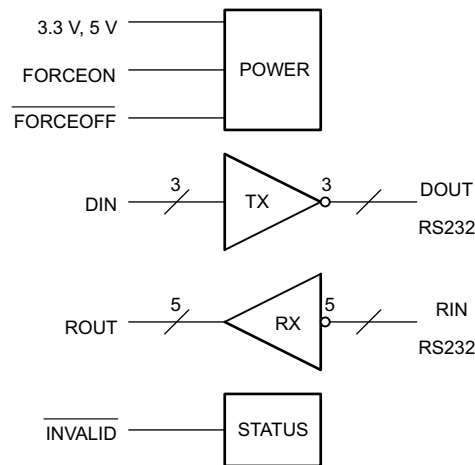 3.3 V, 5 V
POWER
FORCEON
FORCEOFF
DIN
3
TX
3
DOUT
RS232
ROUT
5
RX
5
RIN
RS232
INVALID
STATUS